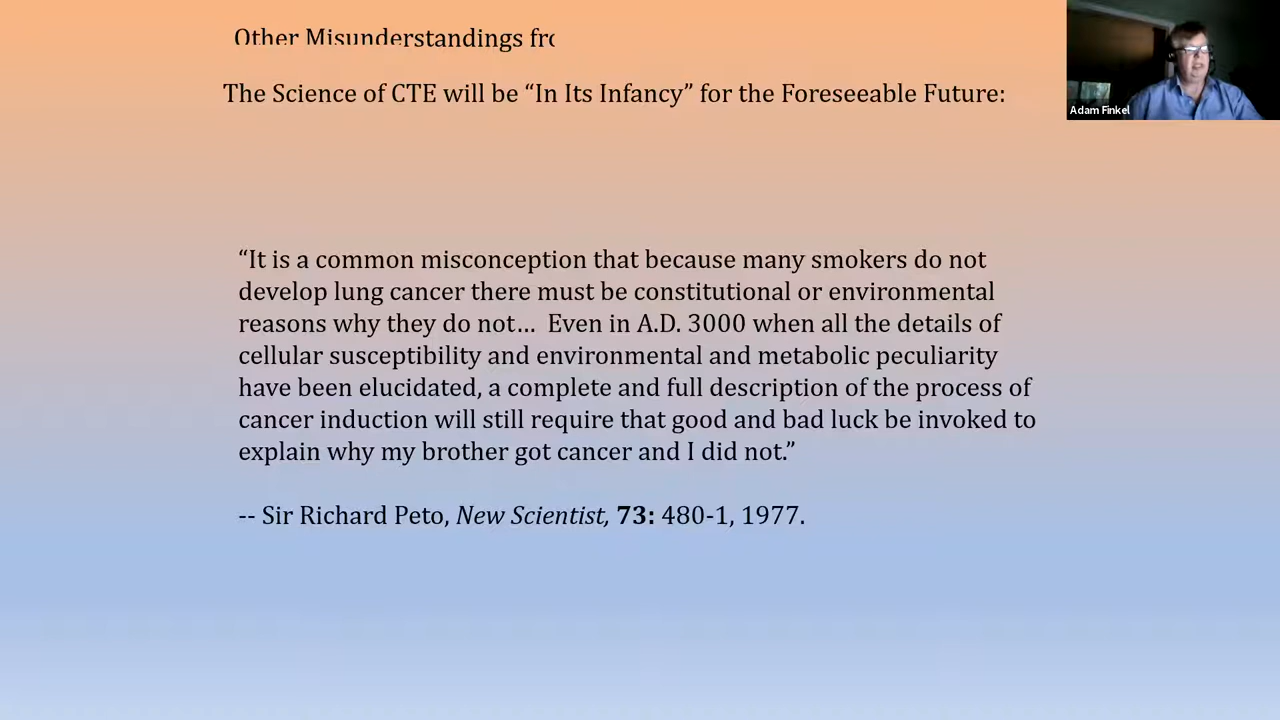 Other Misunderstandings
The Science of CTE will be “In Its Infancy” for the Foreseeable Future:
Adam Finkel
“It is a common misconception that because many smokers do not
develop lung cancer there must be constitutional or environmental
reasons why they do not… Even in A.D. 3000 when all the details of
cellular susceptibility and environmental and metabolic peculiarity
have been elucidated, a complete and full description of the process of
cancer induction will still require that good and bad luck be invoked to
explain why my brother got cancer and I did not.”
-- Sir Richard Peto, New Scientist, 73: 480-1, 1977.